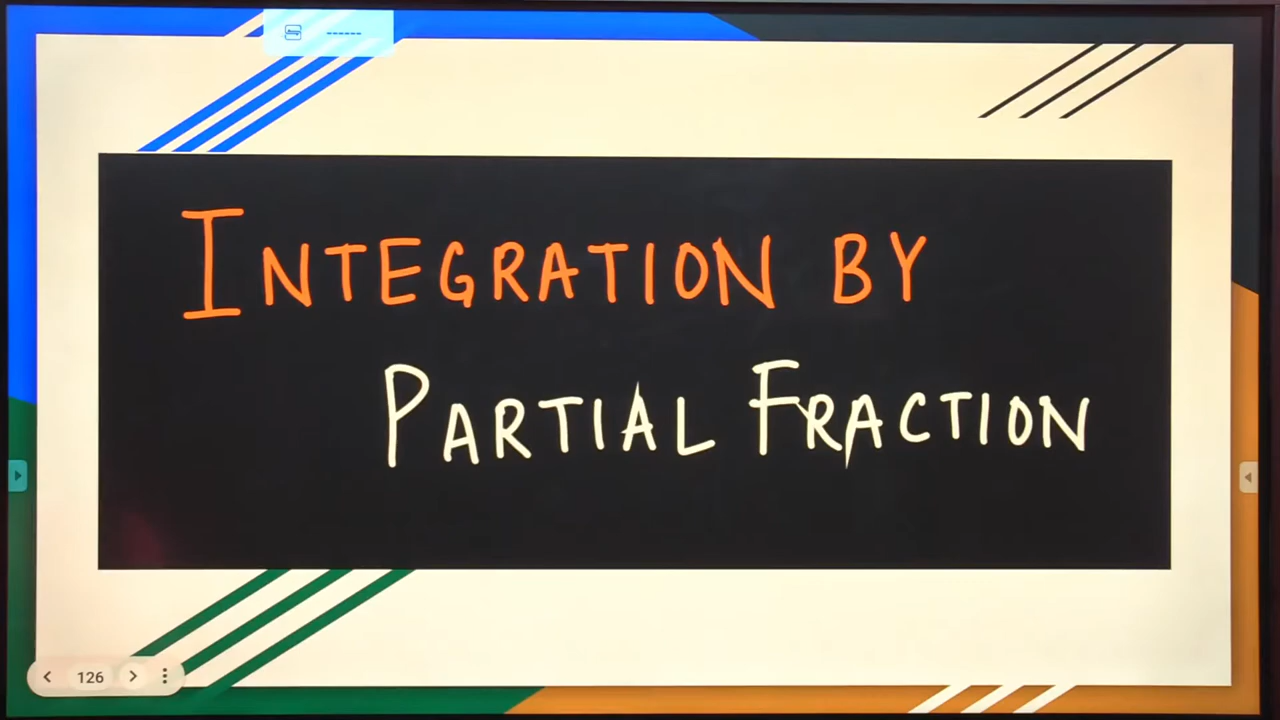 ------
INTEGRATION BY
PARTIAL FRACTION
126